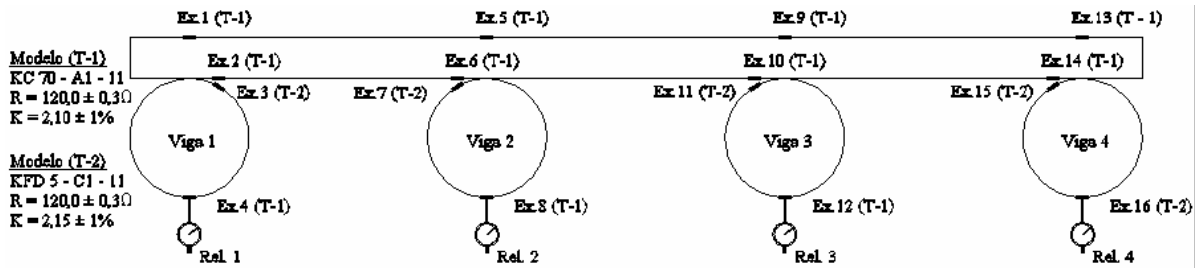 Ex.1 (T-1) Ex.5 (T-1) Ex.9 (T-1) Ex.13 (T - 1)
Modelo (T-1)
KC 70 - A1 - 11
R = 120,0 ± 0,3Ω
K = 2,10 ± 1%
Modelo (T-2)
KFD 5 - C1 - 11
R = 120,0 ± 0,3Ω
K = 2,15 ± 1%
Ex.2 (T-1) Ex.6 (T-1) Ex.10 (T-1) Ex.14 (T-1)
Ex.3 (T-2) Ex.7 (T-2) Ex.11 (T-2) Ex.15 (T-2)
Viga 1 Viga 2 Viga 3 Viga 4
Ex.4 (T-1) Ex.8 (T-1) Ex.12 (T-1) Ex.16 (T-2)
Rel. 1 Rel. 2 Rel. 3 Rel. 4